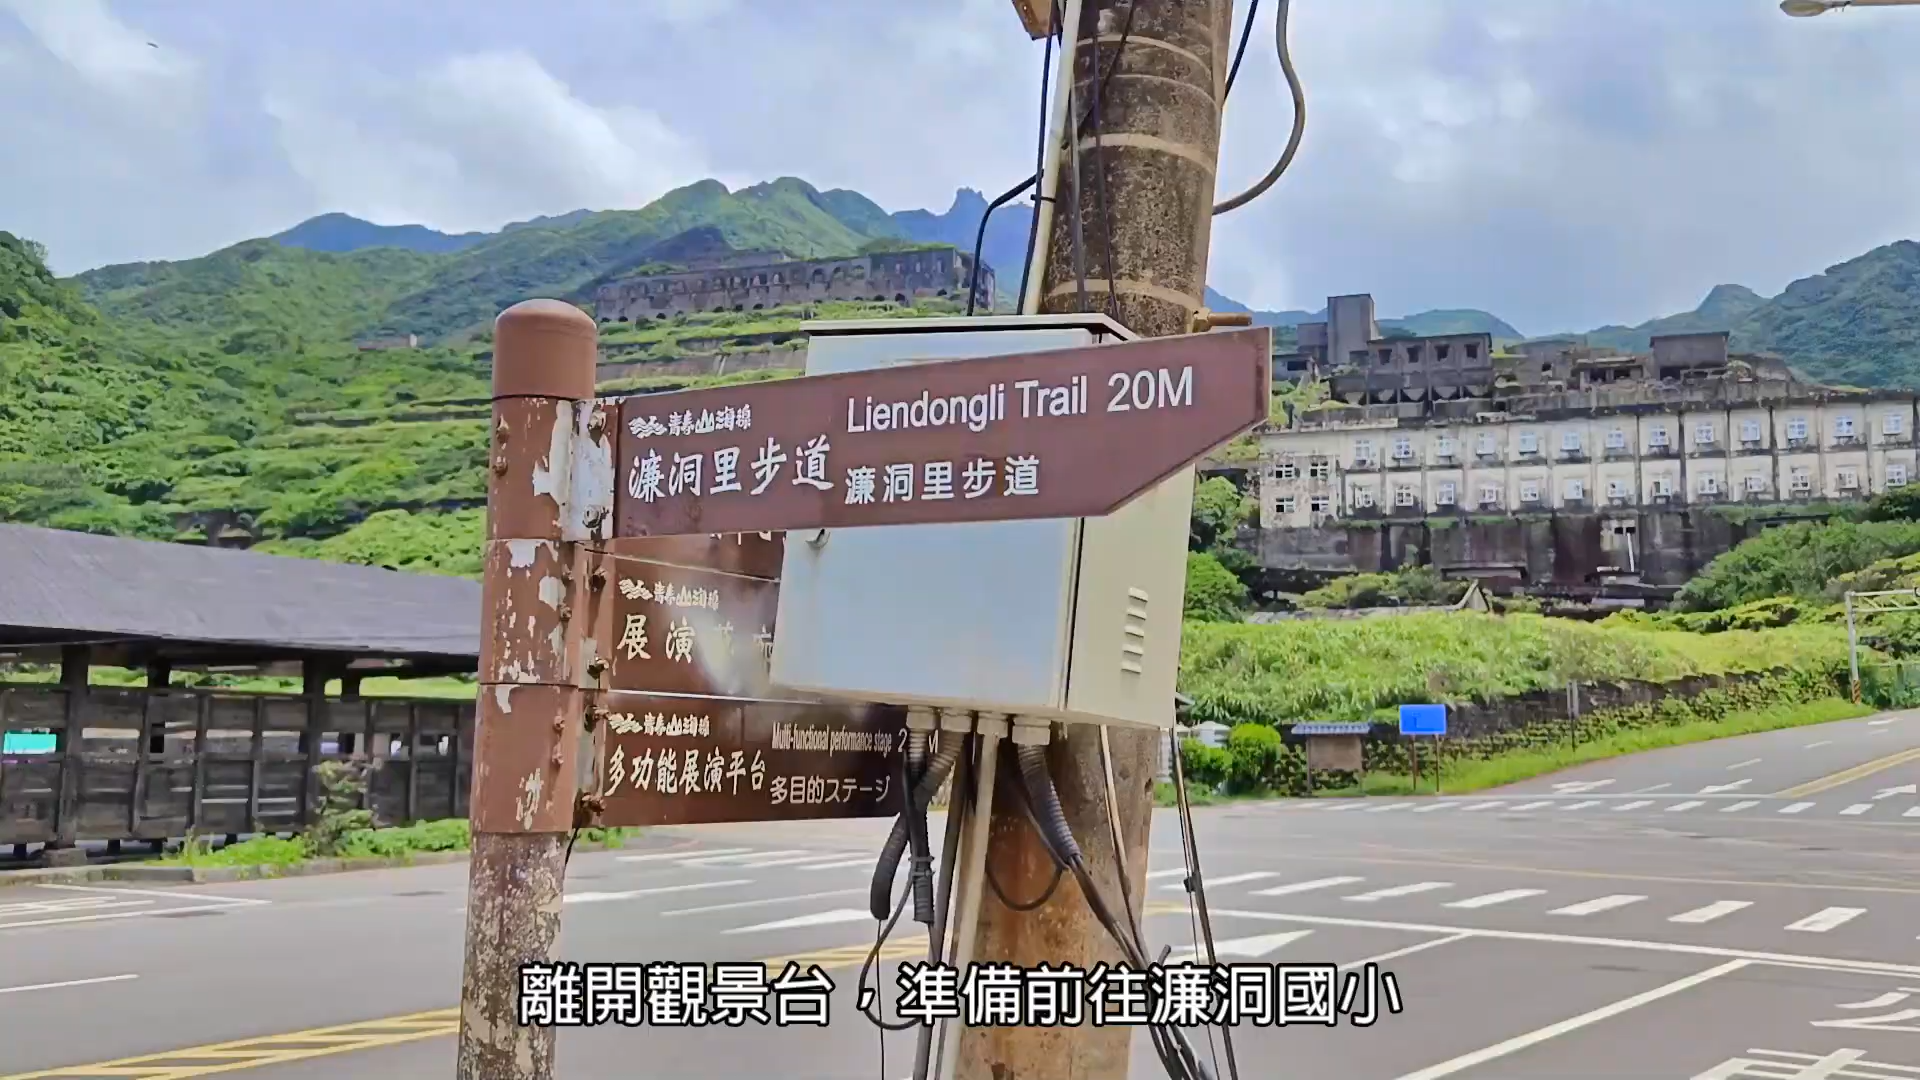 青春山海線
濂洞里步道
Liendongli Trail 20M
濂洞里步道
青春山海線
展演
青春山海線
多功能展演平台
Multi-functional performance stage
多目的ステージ
離開觀景台，準備前往濂洞國小